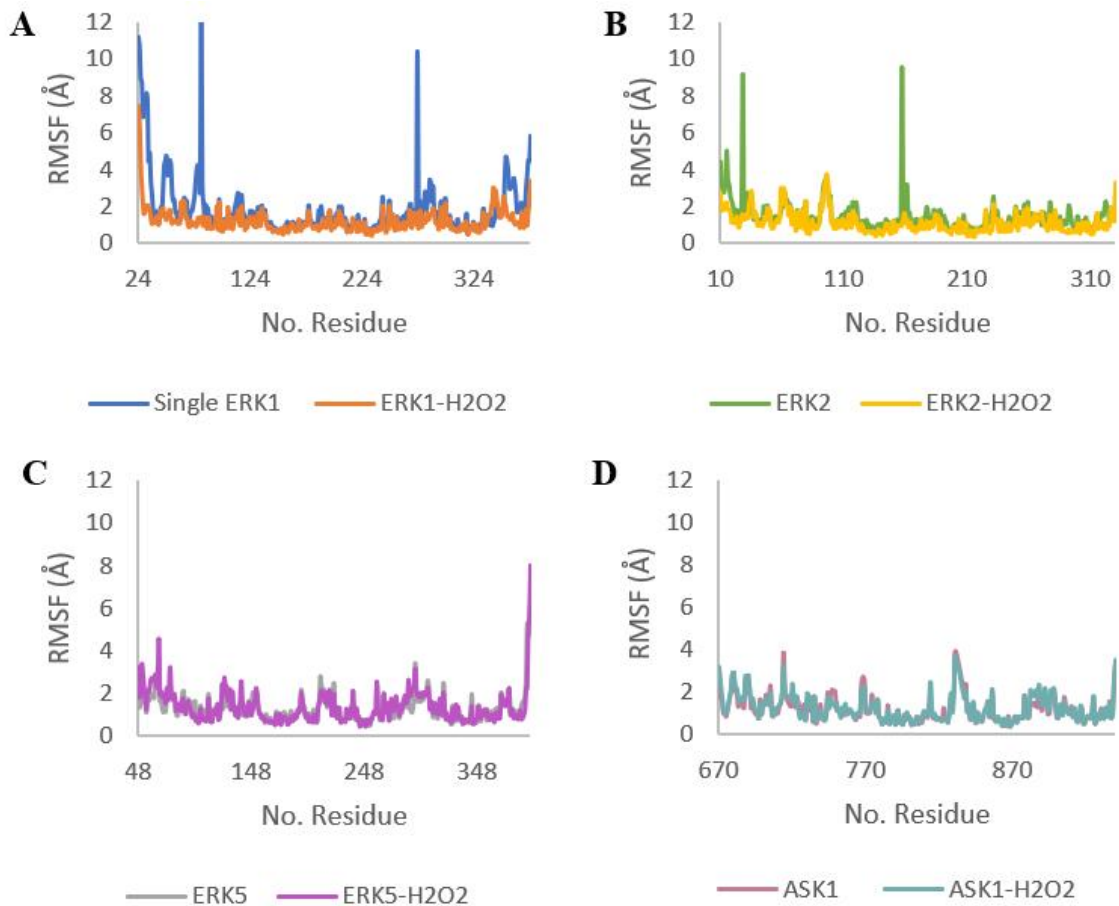 A
12
10
8
6
4
2
0
RMSF (Å)
24 124 224 324
No. Residue
Single ERK1 ERK1-H2O2
B
12
10
8
6
4
2
0
RMSF (Å)
10 110 210 310
No. Residue
ERK2 ERK2-H2O2
C
12
10
8
6
4
2
0
RMSF (Å)
48 148 248 348
No. Residue
ERK5 ERK5-H2O2
D
12
10
8
6
4
2
0
RMSF (Å)
670 770 870
No. Residue
ASK1 ASK1-H2O2